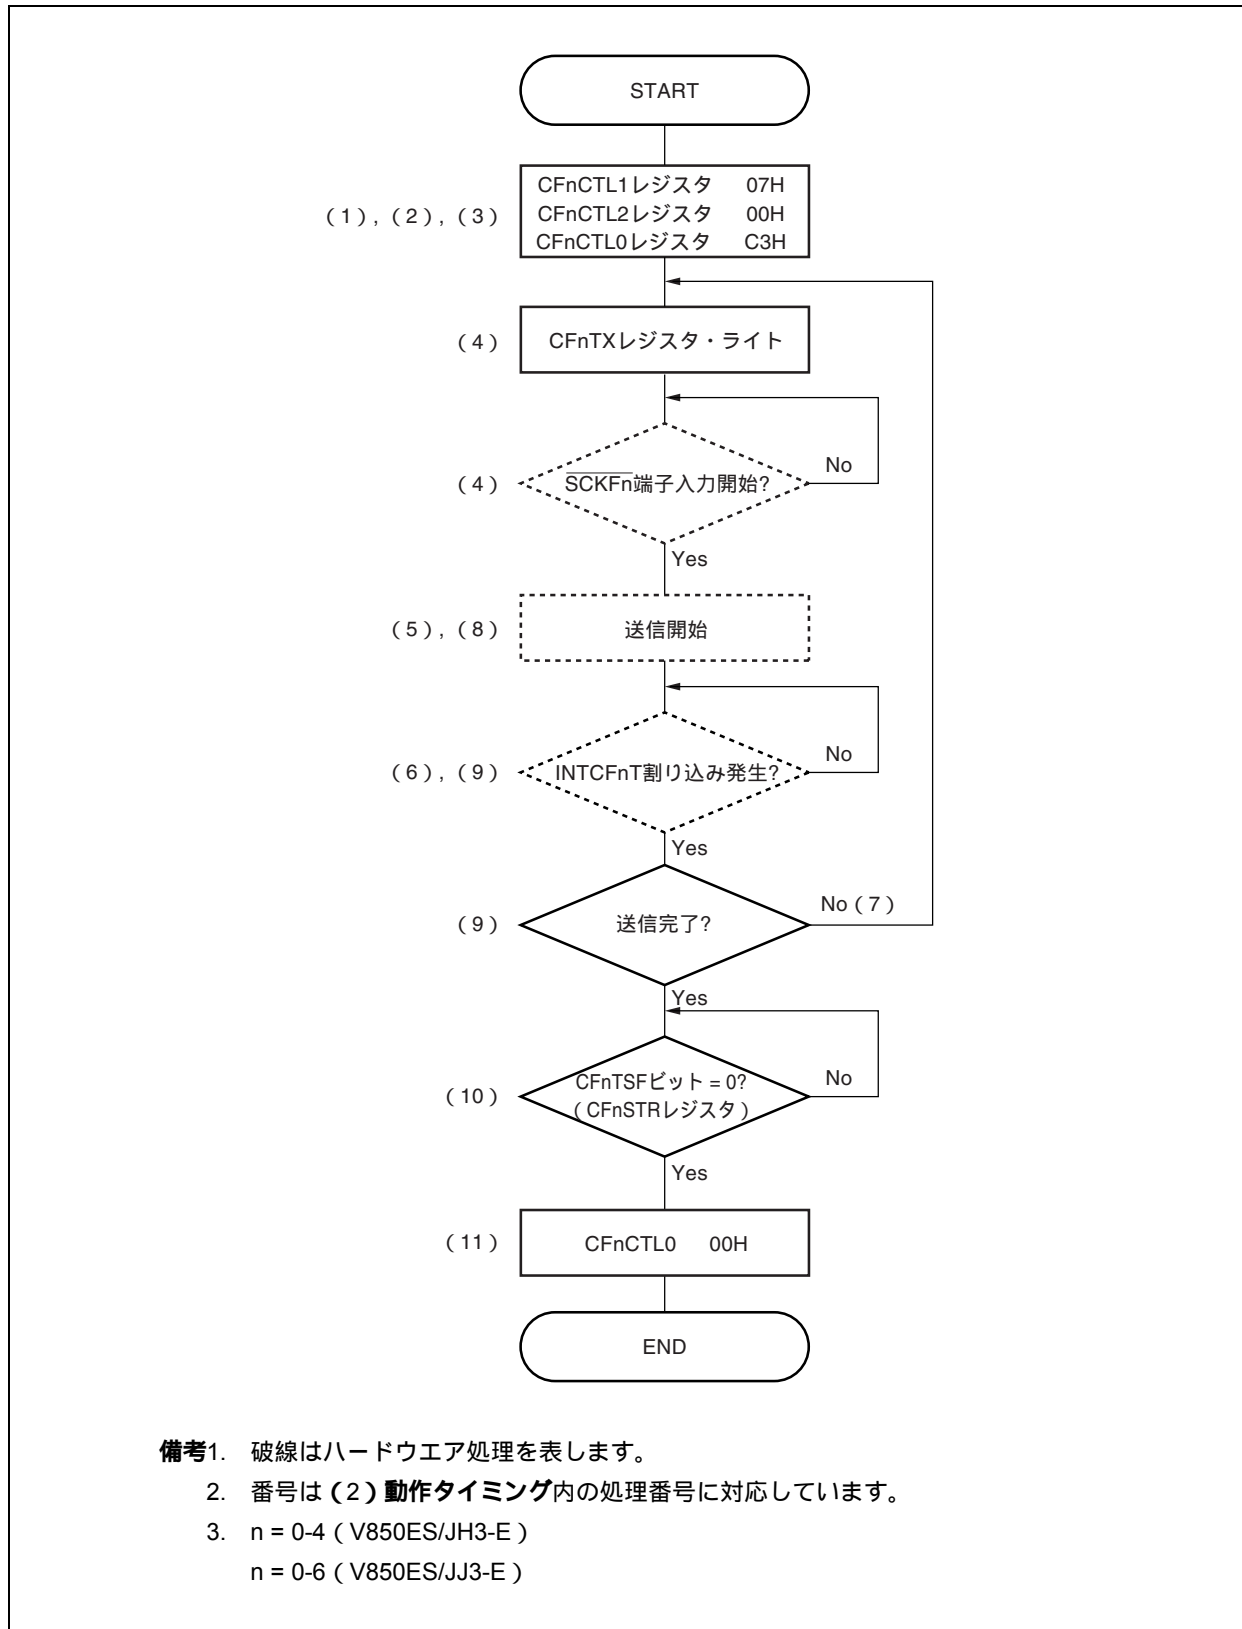 START
(1), (2), (3)
CFnCTL1レジスタ 07H
CFnCTL2レジスタ 00H
CFnCTL0レジスタ C3H
(4)
CFnTXレジスタ・ライト
(4)
SCKFn端子入力開始?
No
Yes
(5), (8)
送信開始
(6), (9)
INTCFnT割り込み発生?
No
Yes
(9)
送信完了?
No (7)
Yes
(10)
CFnTSFビット = 0?
(CFnSTRレジスタ)
No
Yes
(11)
CFnCTL0 00H
END
備考1. 破線はハードウエア処理を表します。
2. 番号は(2)動作タイミング内の処理番号に対応しています。
3. n = 0-4 (V850ES/JH3-E)
n = 0-6 (V850ES/JJ3-E)